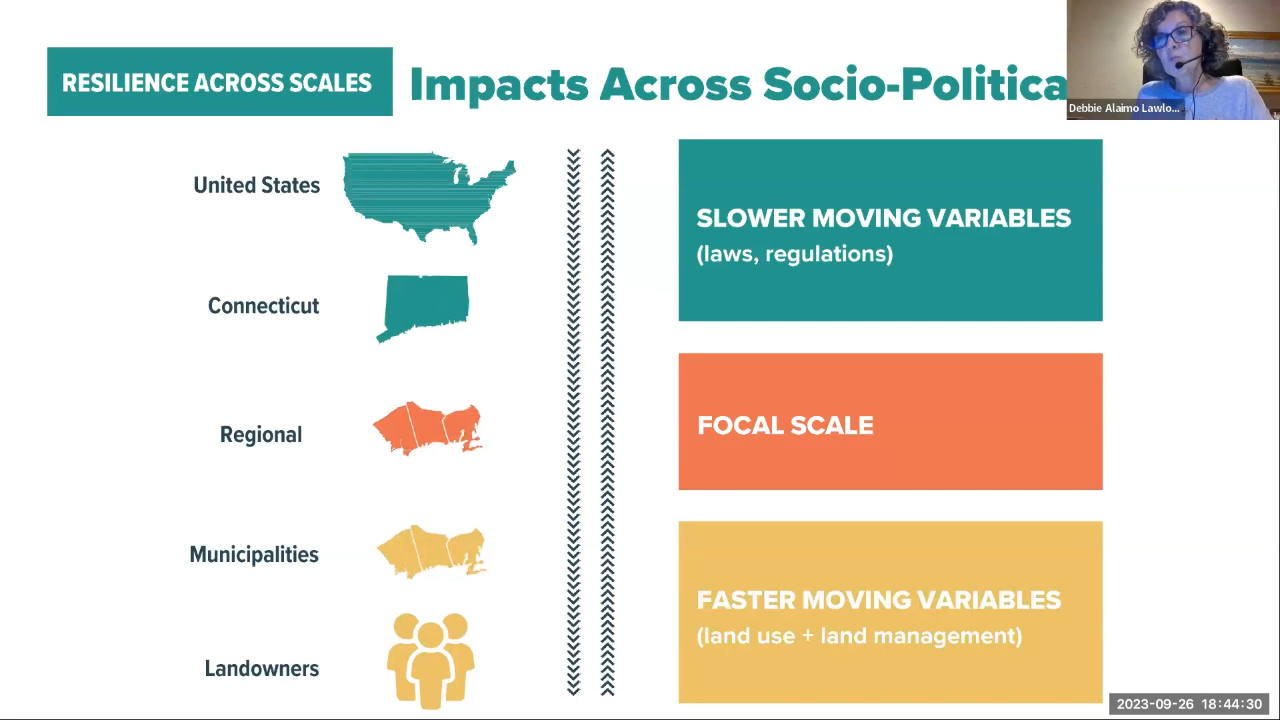 RESILIENCE ACROSS SCALES
Impacts Across Socio-Politica
Debbie Alaimo Lawlo...
United States
Connecticut
Regional
Municipalities
Landowners
SLOWER MOVING VARIABLES
(laws, regulations)
FOCAL SCALE
FASTER MOVING VARIABLES
(land use + land management)
2023-09-26 18:44:30